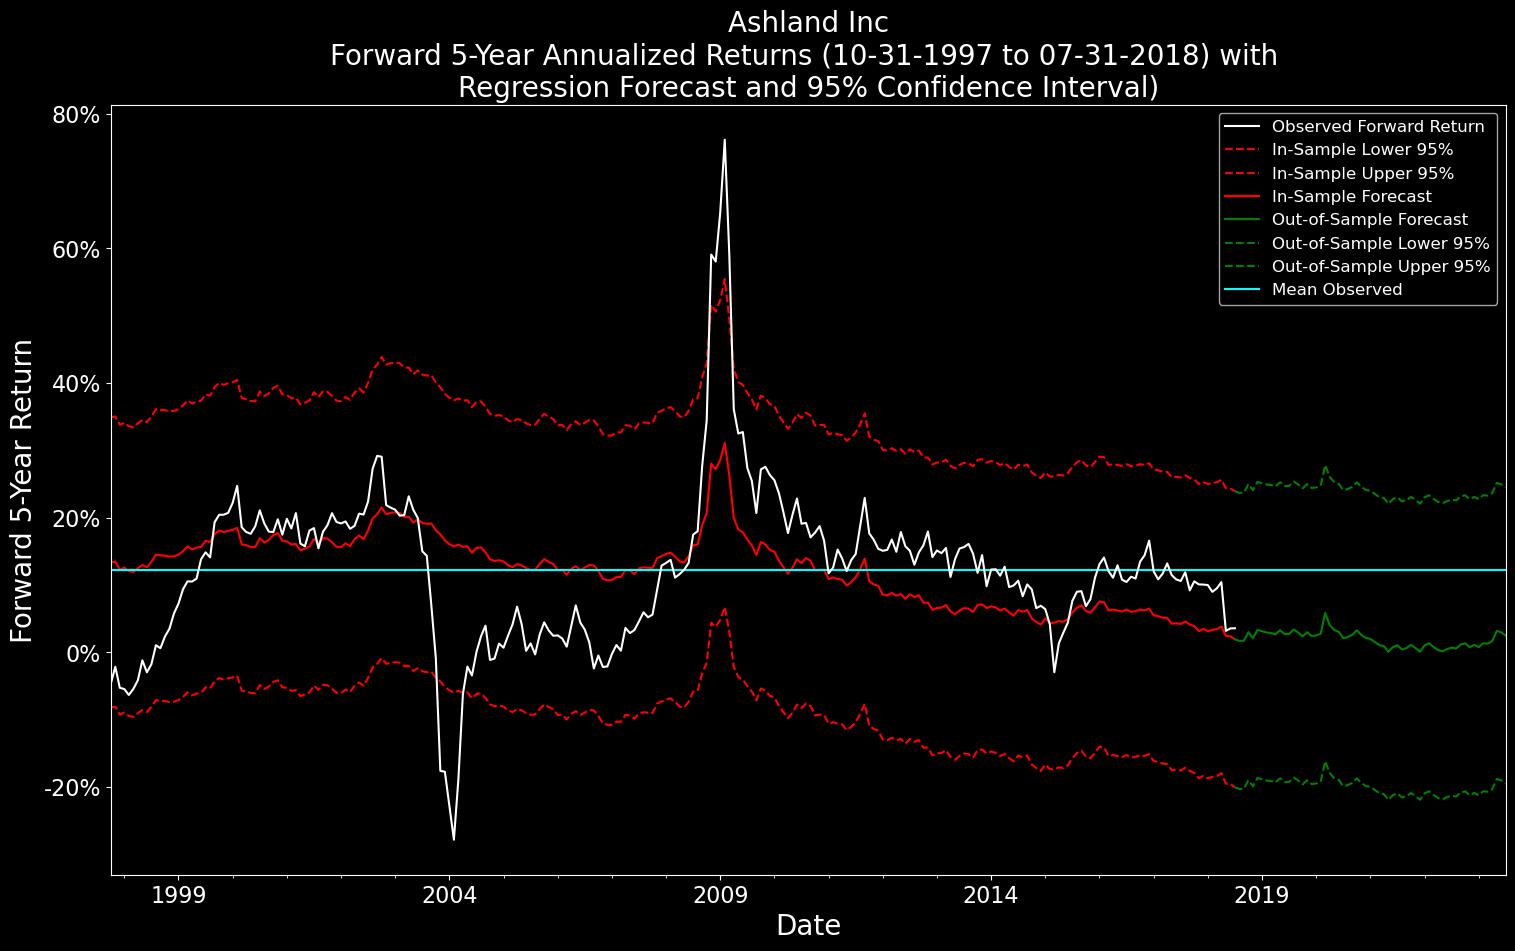 Ashland Inc
Forward 5-Year Annualized Returns (10-31-1997 to 07-31-2018) with
Regression Forecast and 95% Confidence Interval)
80%
60%
40%
20%
0%
-20%
Forward 5-Year Return
Observed Forward Return
In-Sample Lower 95%
In-Sample Upper 95%
In-Sample Forecast
Out-of-Sample Forecast
Out-of-Sample Lower 95%
Out-of-Sample Upper 95%
Mean Observed
1999
2004
2009
2014
2019
Date